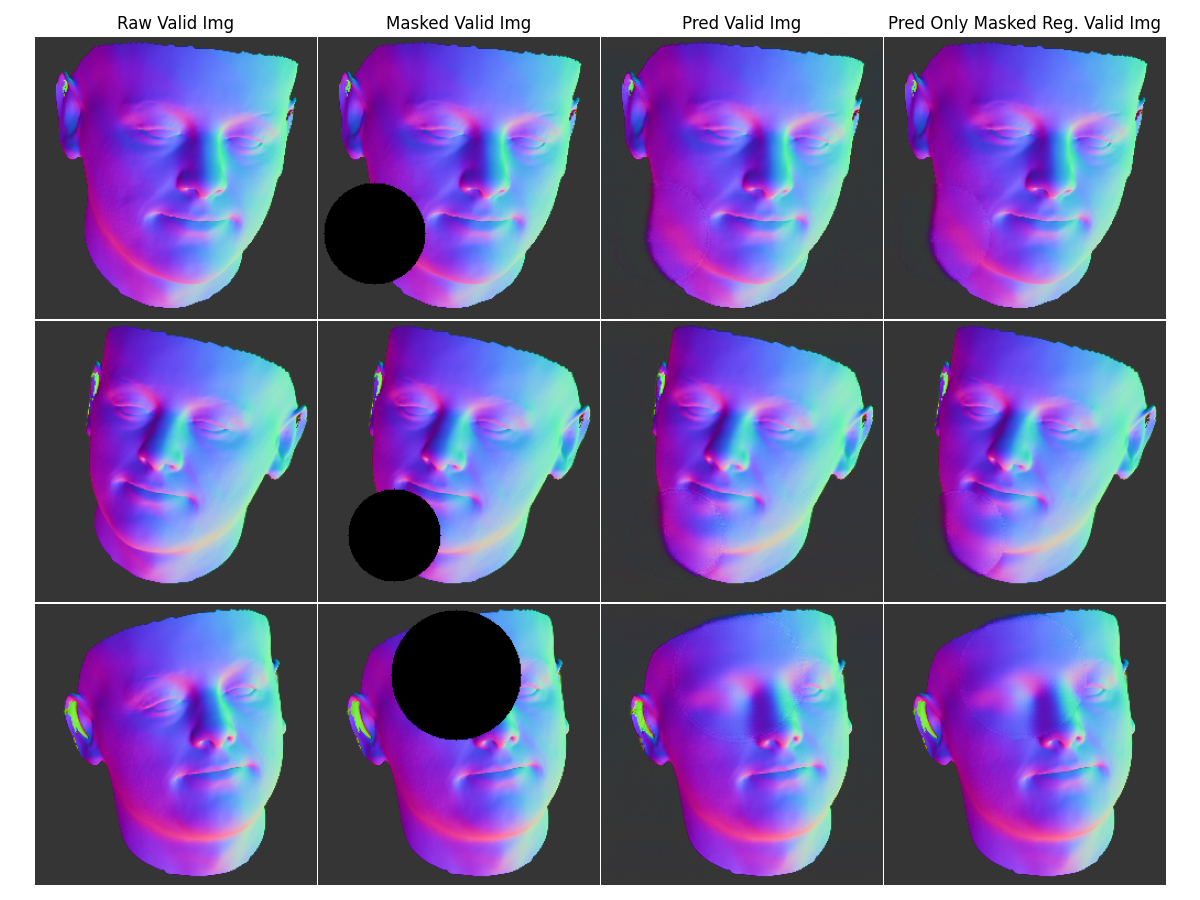 Raw Valid Img
Masked Valid Img
Pred Valid Img
Pred Only Masked Reg. Valid Img